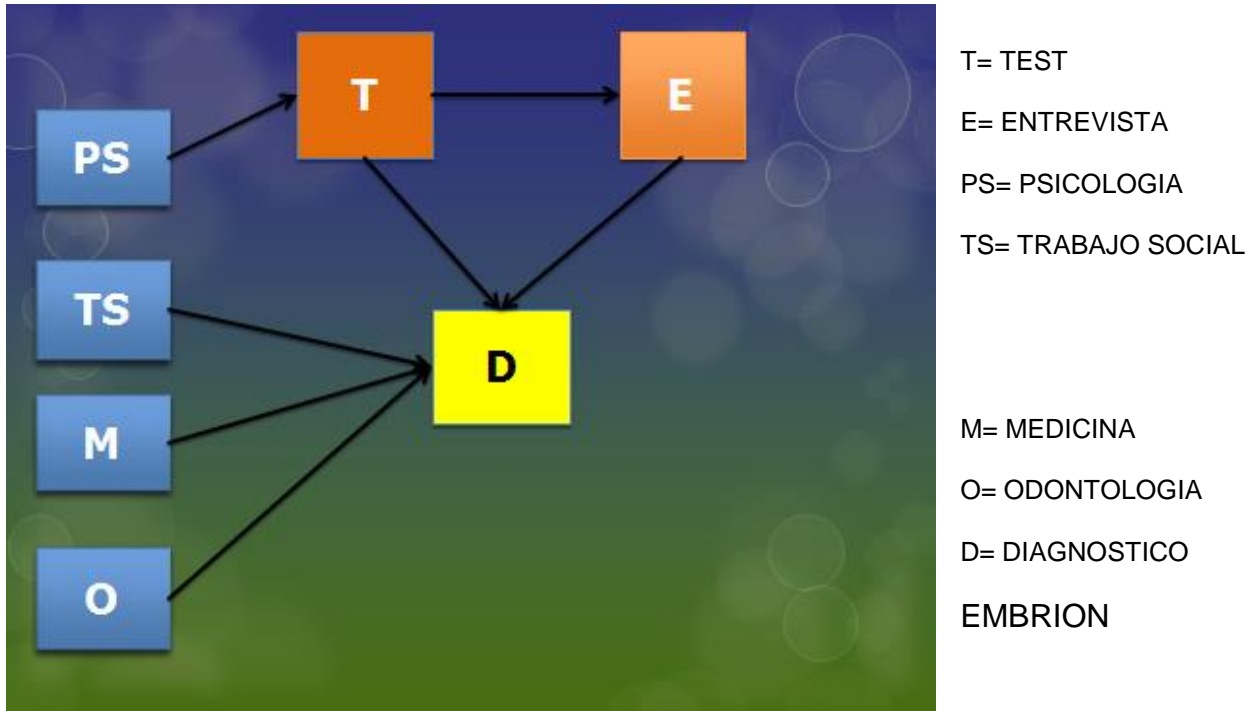 T
E
PS
TS
D
M
O
T= TEST
E= ENTREVISTA
PS= PSICOLOGIA
TS= TRABAJO SOCIAL
M= MEDICINA
O= ODONTOLOGIA
D= DIAGNOSTICO
EMBRION